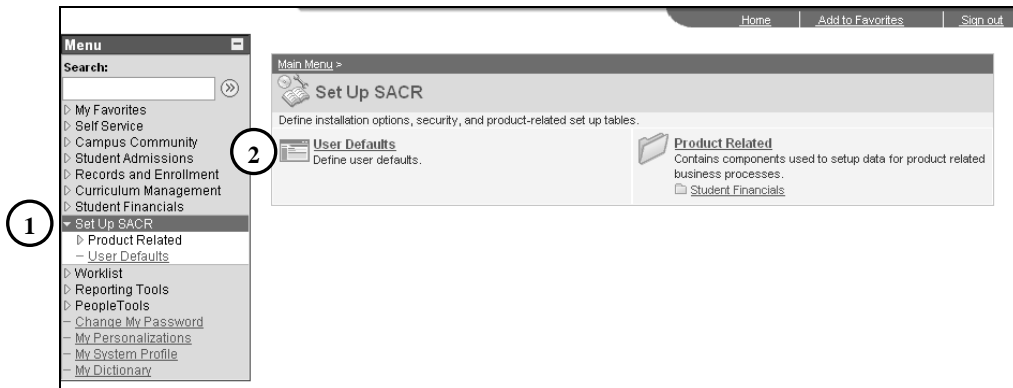 Home Add to Favorites Sign out
Menu
Search:
My Favorites
Self Service
Campus Community
Student Admissions
Records and Enrollment
Curriculum Management
Student Financials
1
Set Up SACR
Product Related
User Defaults
Worklist
Reporting Tools
PeopleTools
Change My Password
My Personalizations
My System Profile
My Dictionary
Main Menu >
Set Up SACR
Define installation options, security, and product-related set up tables.
2
User Defaults
Define user defaults.
Product Related
Contains components used to setup data for product related
business processes.
Student Financials